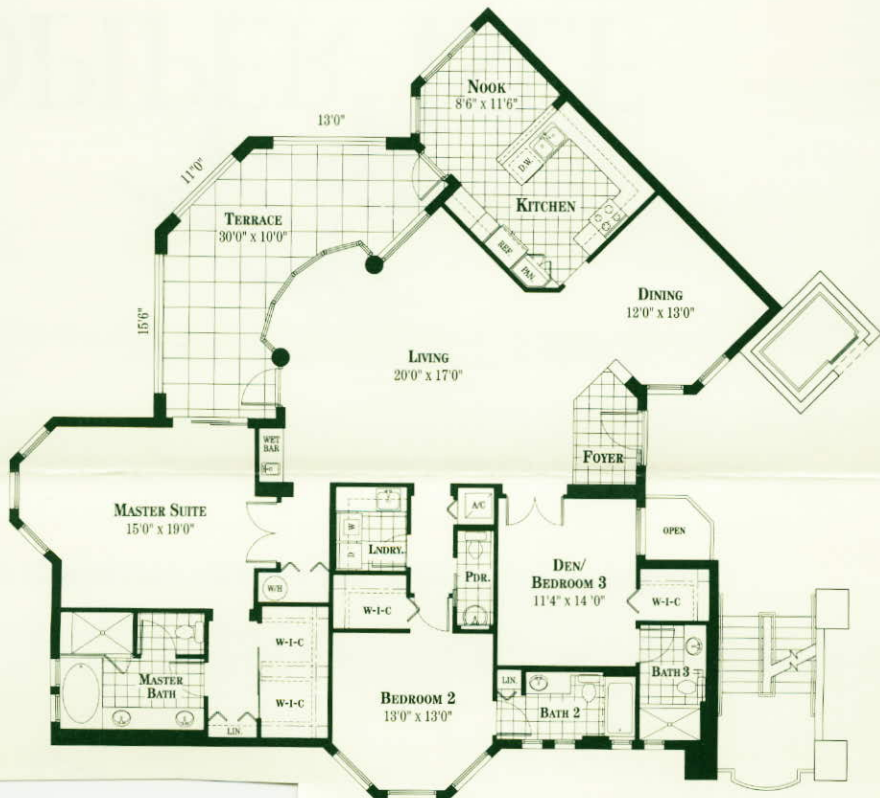 NOOK
8'6" x 11'6"
13'0"
11'0"
D.W.
TERRACE
30'0" x 10'0"
KITCHEN
REF.
PAN.
15'6"
DINING
12'0" x 13'0"
LIVING
20'0" x 17'0"
WET
BAR
FOYER
MASTER SUITE
15'0" x 19'0"
A/C
W
LNDRY.
D
OPEN
DEN/
BEDROOM 3
11'4" x 14'0"
PDR.
W/H
W-I-C
W-I-C
W-I-C
BATH 3
MASTER
BATH
W-I-C
LIN.
BEDROOM 2
13'0" x 13'0"
BATH 2
LIN.